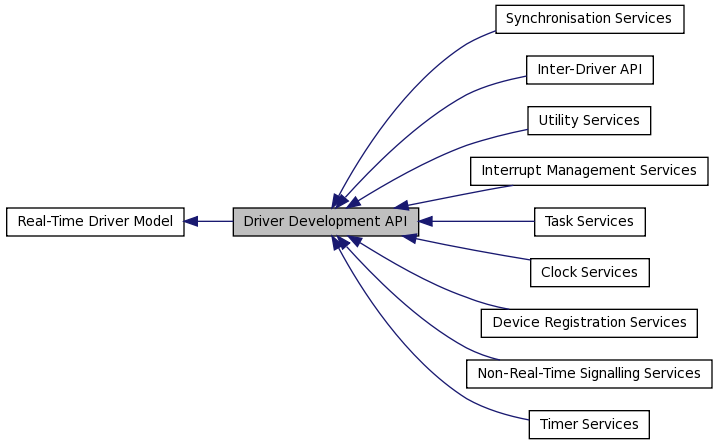 Synchronisation Services
Inter-Driver API
Utility Services
Interrupt Management Services
Real-Time Driver Model
Driver Development API
Task Services
Clock Services
Device Registration Services
Non-Real-Time Signalling Services
Timer Services